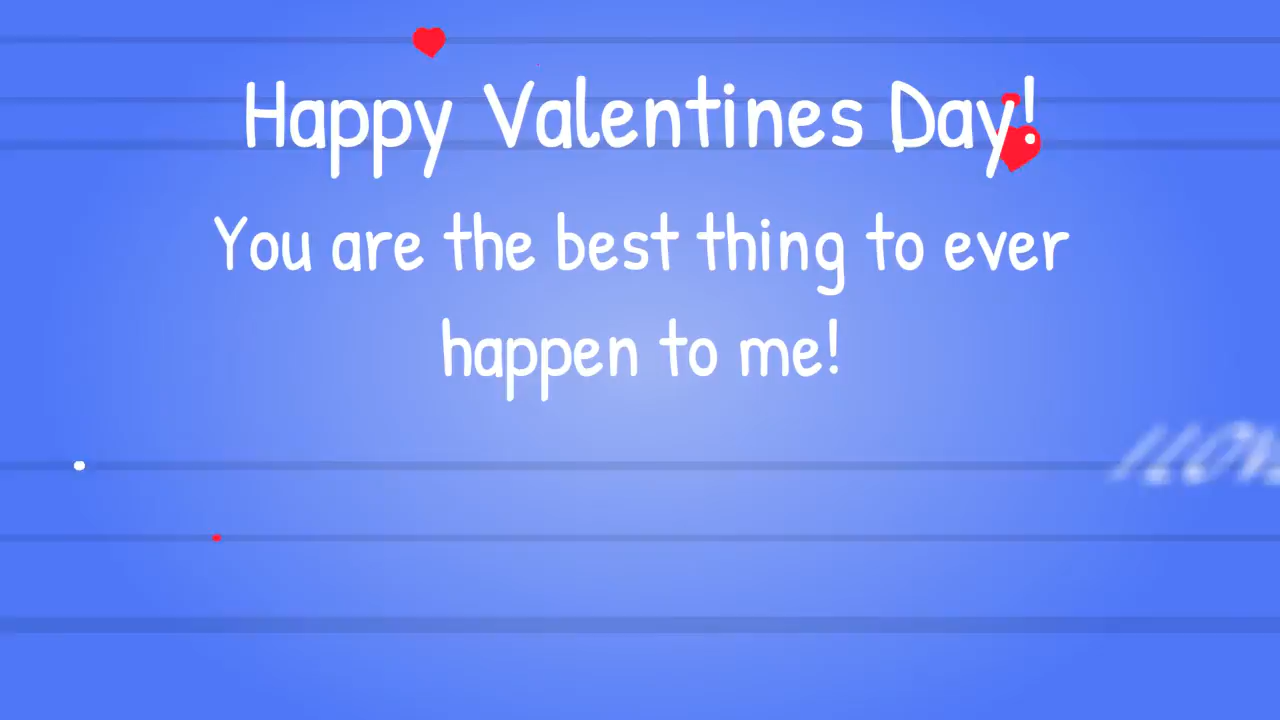 Happy Valentines Day!
You are the best thing to ever
happen to me!